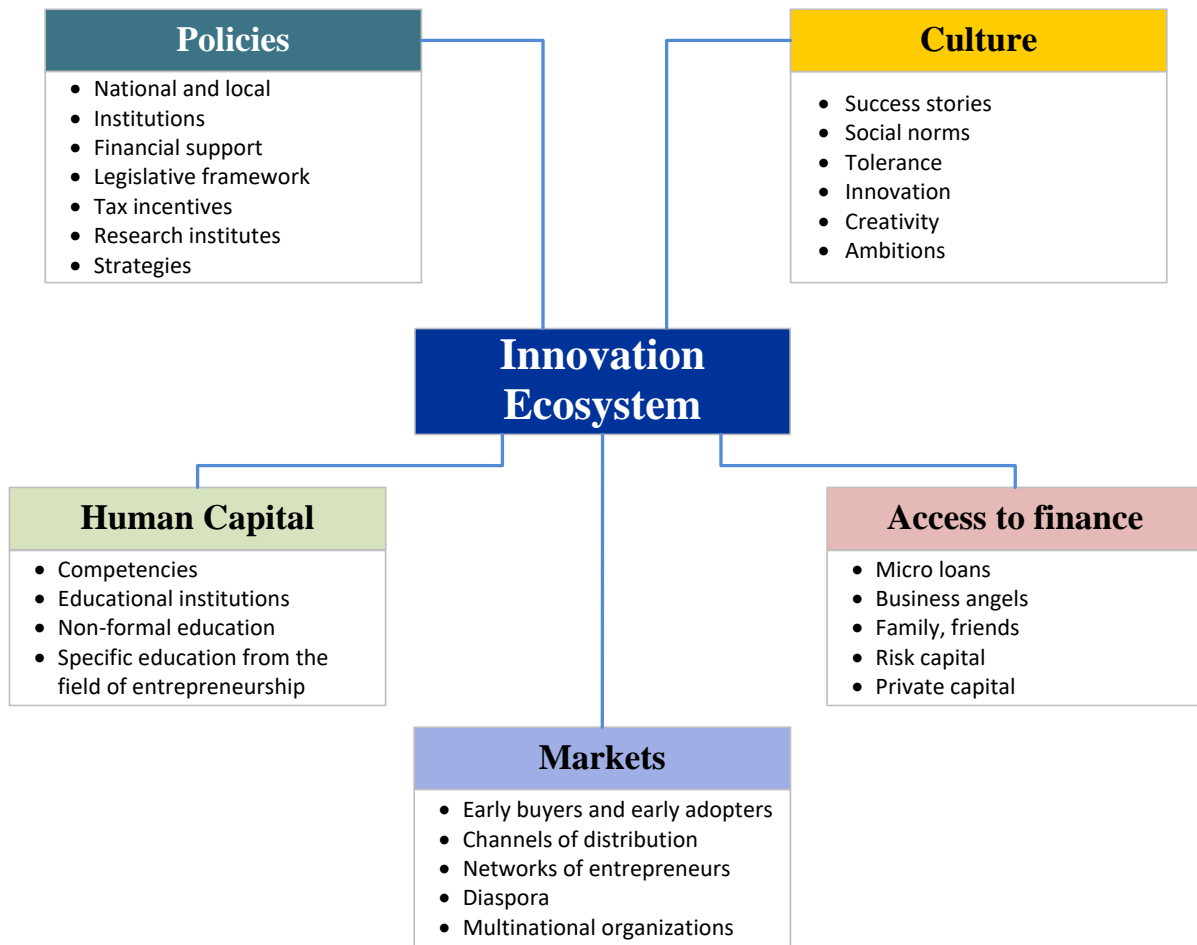 Policies
• National and local
• Institutions
• Financial support
• Legislative framework
• Tax incentives
• Research institutes
• Strategies
Culture
• Success stories
• Social norms
• Tolerance
• Innovation
• Creativity
• Ambitions
Innovation
Ecosystem
Human Capital
• Competencies
• Educational institutions
• Non-formal education
• Specific education from the
field of entrepreneurship
Access to finance
• Micro loans
• Business angels
• Family, friends
• Risk capital
• Private capital
Markets
• Early buyers and early adopters
• Channels of distribution
• Networks of entrepreneurs
• Diaspora
• Multinational organizations